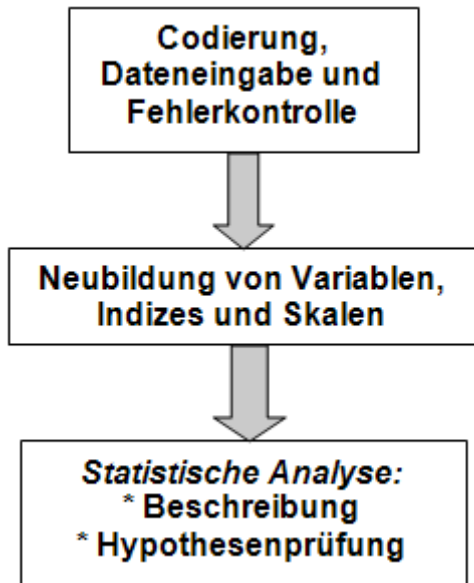 Codierung,
Dateneingabe und
Fehlerkontrolle
Neubildung von Variablen,
Indizes und Skalen
Statistische Analyse:
* Beschreibung
* Hypothesenprüfung